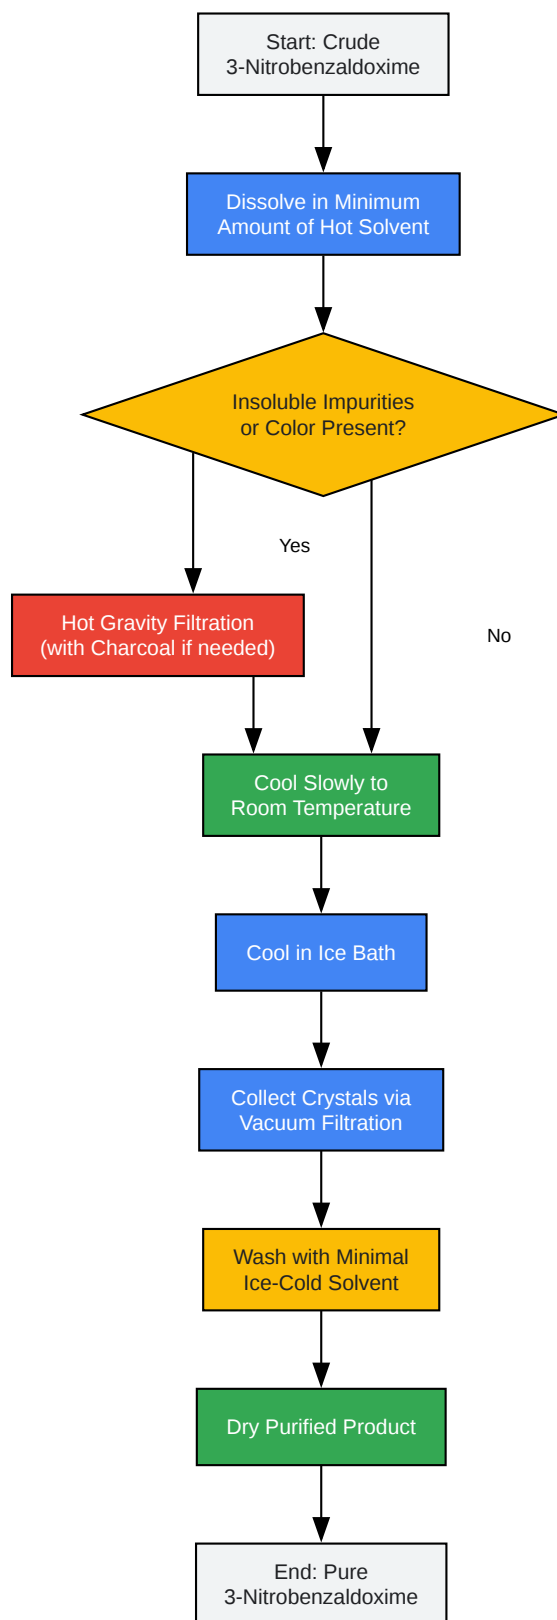 Start: Crude
3-Nitrobenzaldoxime
Dissolve in Minimum
Amount of Hot Solvent
Insoluble Impurities
or Color Present?
Yes
Hot Gravity Filtration
(with Charcoal if needed)
No
Cool Slowly to
Room Temperature
Cool in Ice Bath
Collect Crystals via
Vacuum Filtration
Wash with Minimal
Ice-Cold Solvent
Dry Purified Product
End: Pure
3-Nitrobenzaldoxime